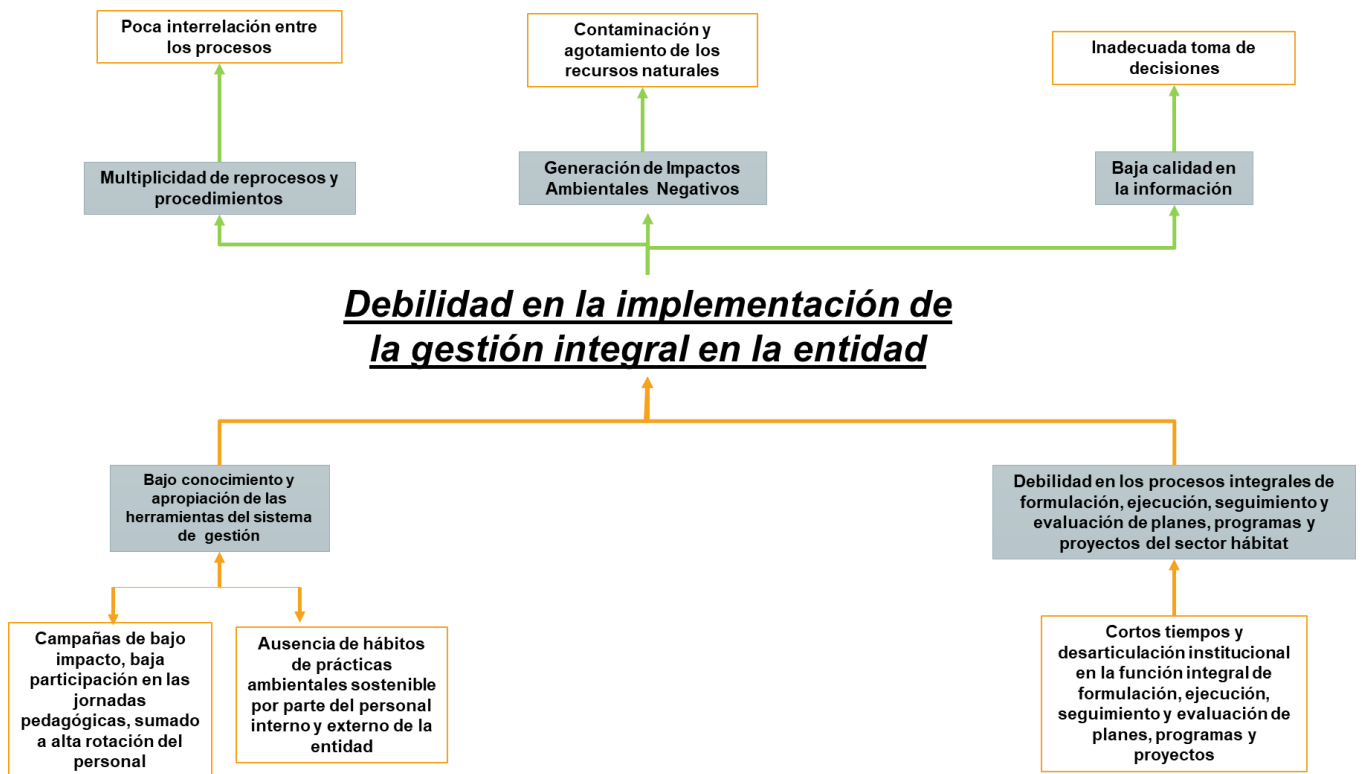 Poca interrelación entre
los procesos
Contaminación y
agotamiento de los
recursos naturales
Inadecuada toma de
decisiones
Multiplicidad de reprocesos y
procedimientos
Generación de Impactos
Ambientales Negativos
Baja calidad en
la información
Debilidad en la implementación de
la gestión integral en la entidad
Bajo conocimiento y
apropiación de las
herramientas del sistema
de gestión
Debilidad en los procesos integrales de
formulación, ejecución, seguimiento y
evaluación de planes, programas y
proyectos del sector hábitat
Campañas de bajo
impacto, baja
participación en las
jornadas
pedagógicas, sumado
a alta rotación del
personal
Ausencia de hábitos
de prácticas
ambientales sostenible
por parte del personal
interno y externo de la
entidad
Cortos tiempos y
desarticulación institucional
en la función integral de
formulación, ejecución,
seguimiento y evaluación de
planes, programas y
proyectos